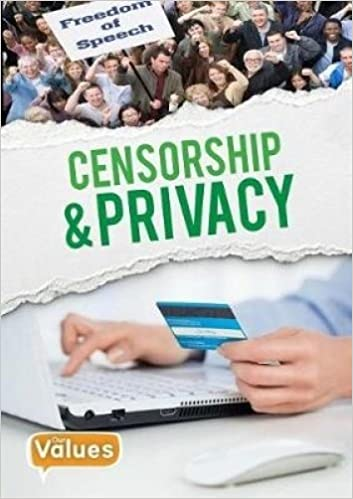 Freedom
of
Speech
CENSORSHIP
& PRIVACY
Our
Values